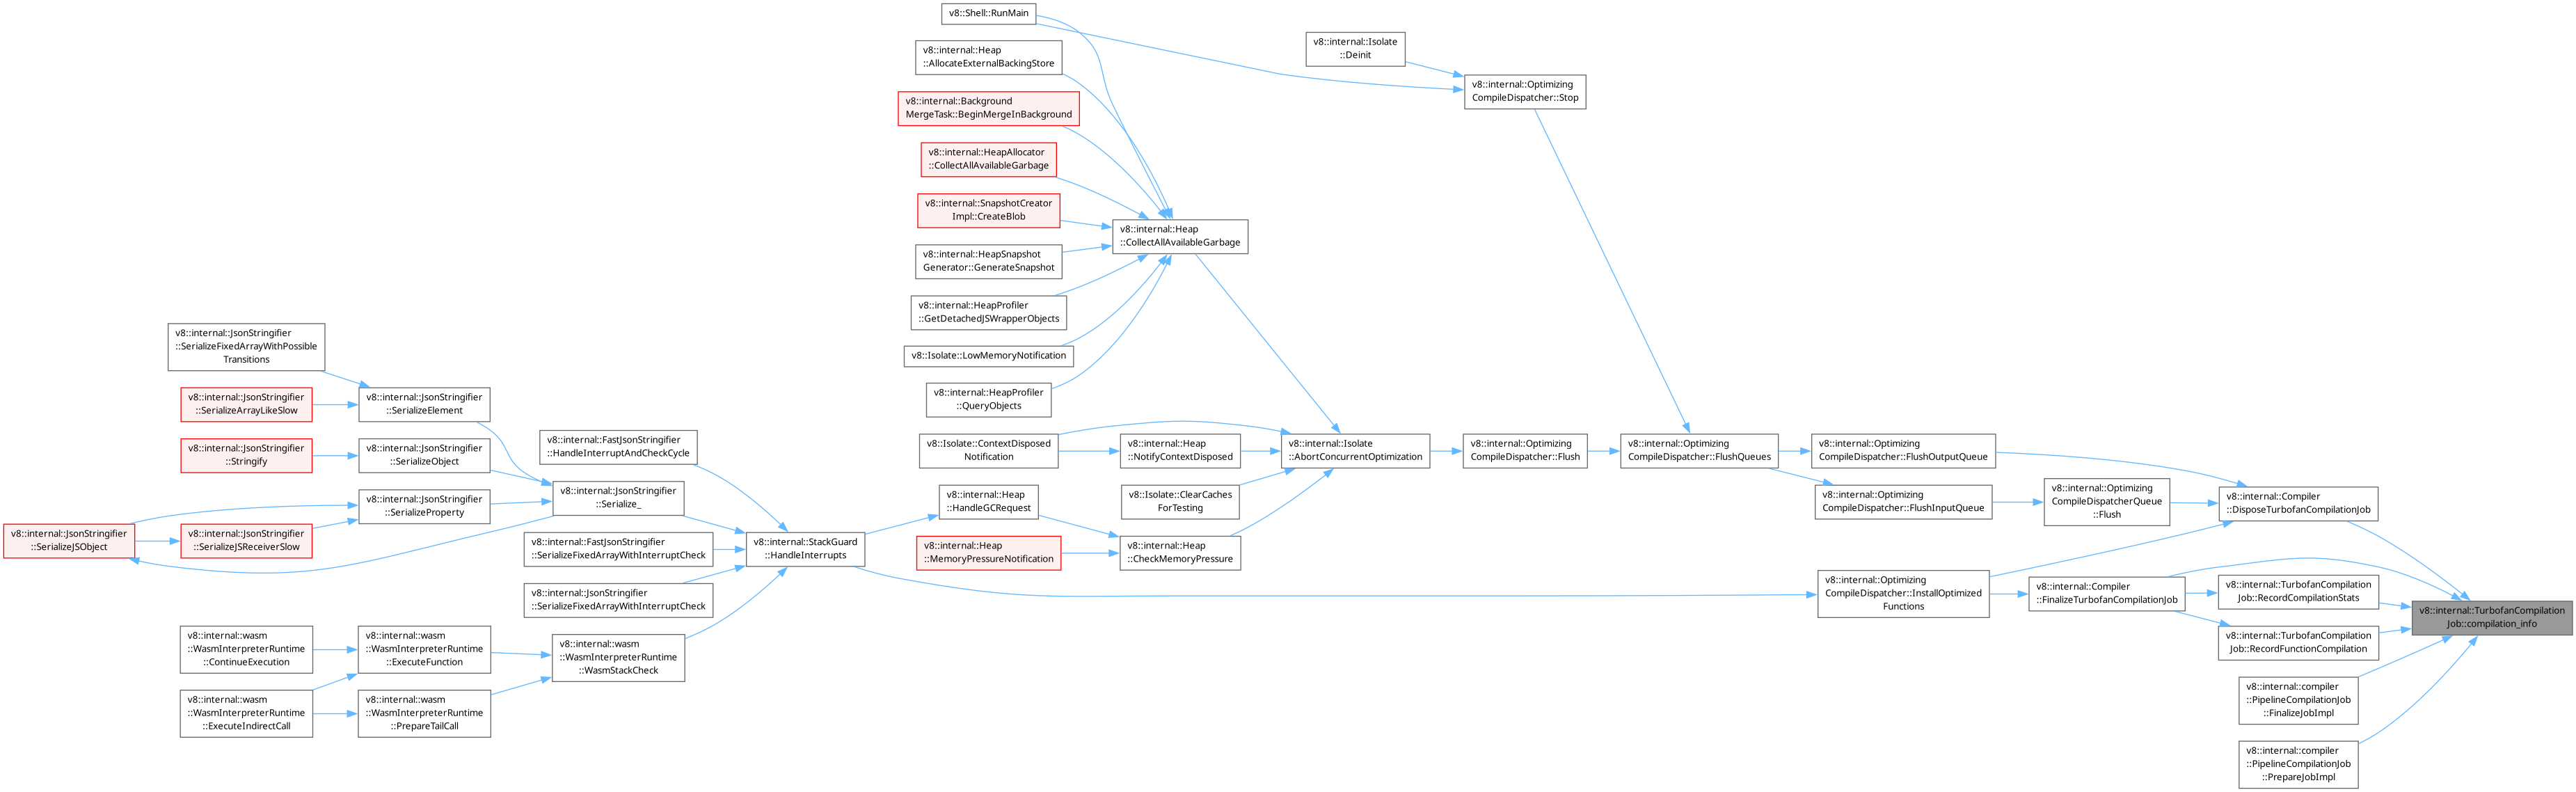 v8::Shell::RunMain
v8::internal::Isolate
::Deinit
v8::internal::Heap
::AllocateExternalBackingStore
v8::internal::Optimizing
CompileDispatcher::Stop
v8::internal::Background
MergeTask::BeginMergeInBackground
v8::internal::HeapAllocator
::CollectAllAvailableGarbage
v8::internal::SnapshotCreator
Impl::CreateBlob
v8::internal::Heap
::CollectAllAvailableGarbage
v8::internal::HeapSnapshot
Generator::GenerateSnapshot
v8::internal::HeapProfiler
::GetDetachedJSWrapperObjects
v8::Isolate::LowMemoryNotification
v8::internal::HeapProfiler
::QueryObjects
v8::internal::JsonStringifier
::SerializeFixedArrayWithPossible
Transitions
v8::internal::JsonStringifier
::SerializeArrayLikeSlow
v8::internal::JsonStringifier
::SerializeElement
v8::internal::JsonStringifier
::Stringify
v8::internal::JsonStringifier
::SerializeObject
v8::internal::FastJsonStringifier
::HandleInterruptAndCheckCycle
v8::Isolate::ContextDisposed
Notification
v8::internal::Heap
::NotifyContextDisposed
v8::internal::Isolate
::AbortConcurrentOptimization
v8::internal::Optimizing
CompileDispatcher::Flush
v8::internal::Optimizing
CompileDispatcher::FlushQueues
v8::internal::Optimizing
CompileDispatcher::FlushOutputQueue
v8::internal::JsonStringifier
::SerializeJSObject
v8::internal::JsonStringifier
::SerializeJSReceiverSlow
v8::internal::JsonStringifier
::SerializeProperty
v8::internal::JsonStringifier
::Serialize_
v8::internal::Heap
::HandleGCRequest
v8::Isolate::ClearCaches
ForTesting
v8::internal::Optimizing
CompileDispatcher::FlushInputQueue
v8::internal::Optimizing
CompileDispatcherQueue
::Flush
v8::internal::Compiler
::DisposeTurbofanCompilationJob
v8::internal::FastJsonStringifier
::SerializeFixedArrayWithInterruptCheck
v8::internal::StackGuard
::HandleInterrupts
v8::internal::Heap
::MemoryPressureNotification
v8::internal::Heap
::CheckMemoryPressure
v8::internal::JsonStringifier
::SerializeFixedArrayWithInterruptCheck
v8::internal::Optimizing
CompileDispatcher::InstallOptimized
Functions
v8::internal::Compiler
::FinalizeTurbofanCompilationJob
v8::internal::TurbofanCompilation
Job::RecordCompilationStats
v8::internal::TurbofanCompilation
Job::compilation_info
v8::internal::TurbofanCompilation
Job::RecordFunctionCompilation
v8::internal::wasm
::WasmInterpreterRuntime
::ContinueExecution
v8::internal::wasm
::WasmInterpreterRuntime
::ExecuteFunction
v8::internal::wasm
::WasmInterpreterRuntime
::WasmStackCheck
v8::internal::wasm
::WasmInterpreterRuntime
::ExecuteIndirectCall
v8::internal::wasm
::WasmInterpreterRuntime
::PrepareTailCall
v8::internal::compiler
::PipelineCompilationJob
::FinalizeJobImpl
v8::internal::compiler
::PipelineCompilationJob
::PrepareJobImpl